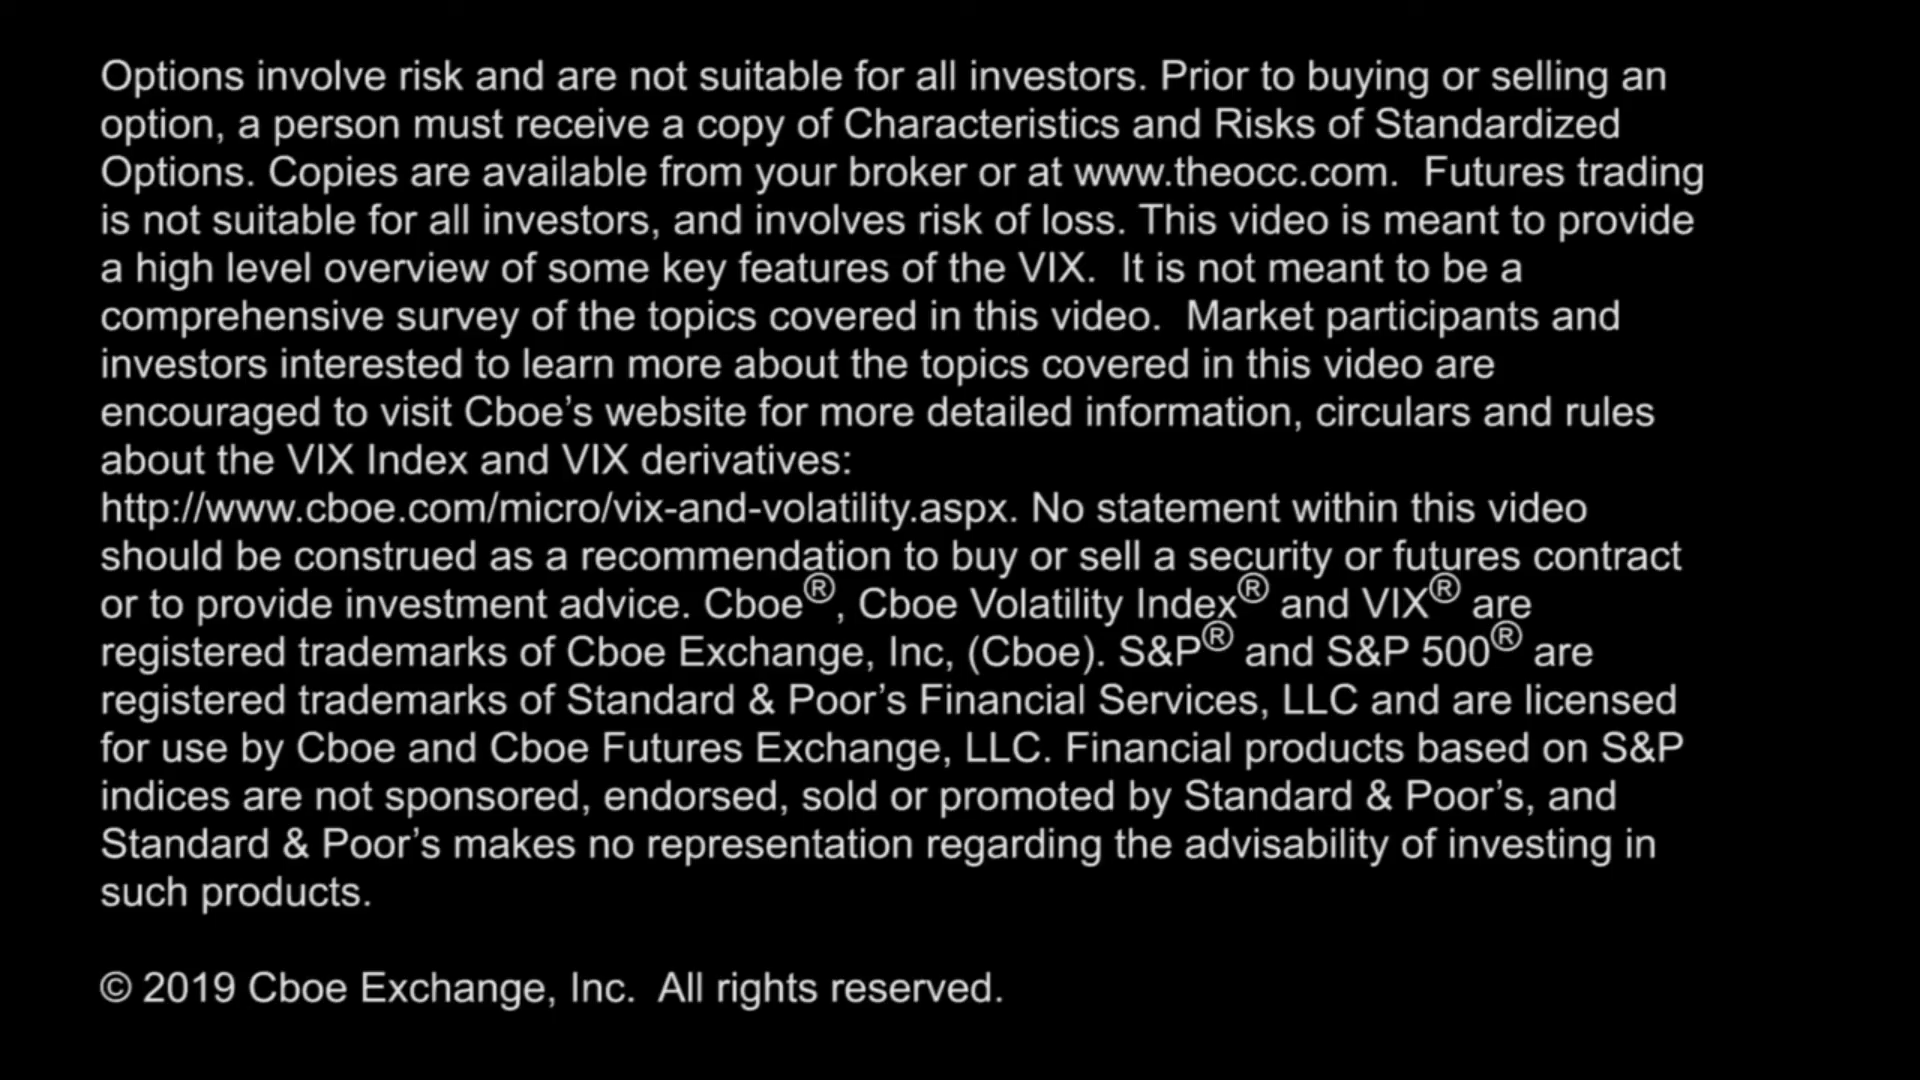 Options involve risk and are not suitable for all investors. Prior to buying or selling an
option, a person must receive a copy of Characteristics and Risks of Standardized
Options. Copies are available from your broker or at www.theocc.com.  Futures trading
is not suitable for all investors, and involves risk of loss. This video is meant to provide
a high level overview of some key features of the VIX.  It is not meant to be a
comprehensive survey of the topics covered in this video.  Market participants and
investors interested to learn more about the topics covered in this video are
encouraged to visit Cboe’s website for more detailed information, circulars and rules
about the VIX Index and VIX derivatives:
http://www.cboe.com/micro/vix-and-volatility.aspx. No statement within this video
should be construed as a recommendation to buy or sell a security or futures contract
or to provide investment advice. Cboe®, Cboe Volatility Index® and VIX® are
registered trademarks of Cboe Exchange, Inc, (Cboe). S&P® and S&P 500® are
registered trademarks of Standard & Poor’s Financial Services, LLC and are licensed
for use by Cboe and Cboe Futures Exchange, LLC. Financial products based on S&P
indices are not sponsored, endorsed, sold or promoted by Standard & Poor’s, and
Standard & Poor’s makes no representation regarding the advisability of investing in
such products.
© 2019 Cboe Exchange, Inc.  All rights reserved.